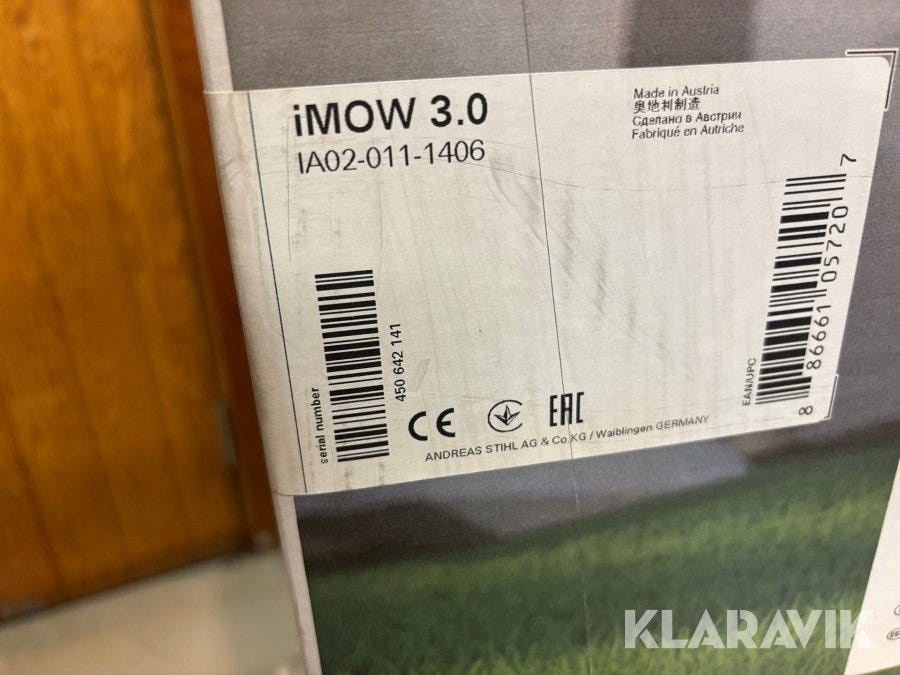 iMOW 3.0
IA02-011-1406
Made in Austria
奥地利制造
Сделано в Австрии
Fabriqué en Autriche
serial number
450 642 141
CE
EAC
ANDREAS STIHL AG & Co.KG / Waiblingen GERMANY
EAN/UPC
8 86661 05720 7
KLARAVIK